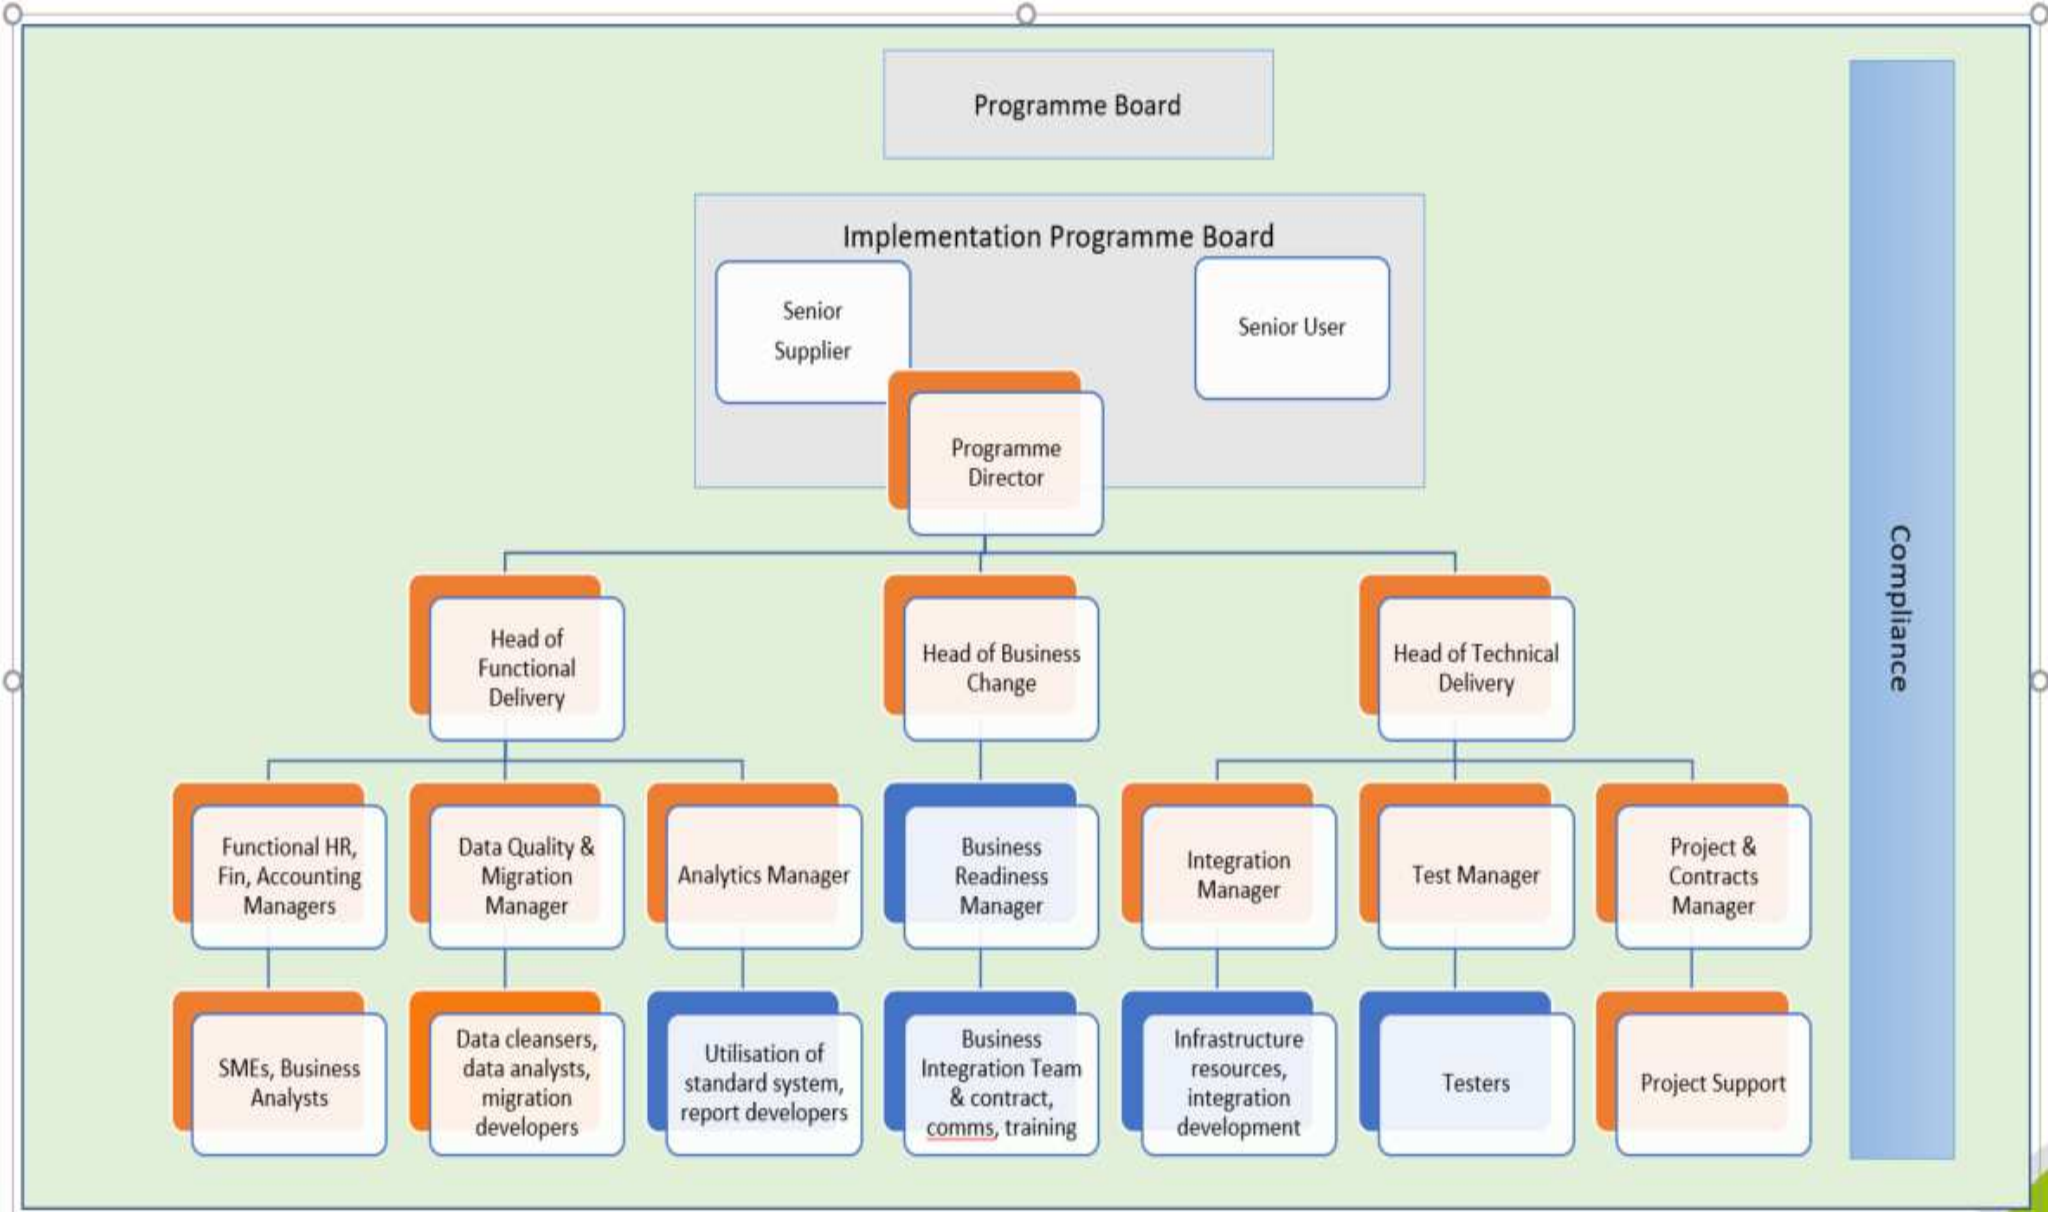 Programme Board
Implementation Programme Board
Senior
Supplier
Senior User
Programme
Director
Head of
Functional
Delivery
Head of Business
Change
Head of Technical
Delivery
Functional HR,
Fin, Accounting
Managers
Data Quality &
Migration
Manager
Analytics Manager
Business
Readiness
Manager
Integration
Manager
Test Manager
Project &
Contracts
Manager
SMEs, Business
Analysts
Data cleansers,
data analysts,
migration
developers
Utilisation of
standard system,
report developers
Business
Integration Team
& contract,
comms, training
Infrastructure
resources,
integration
development
Testers
Project Support
Compliance